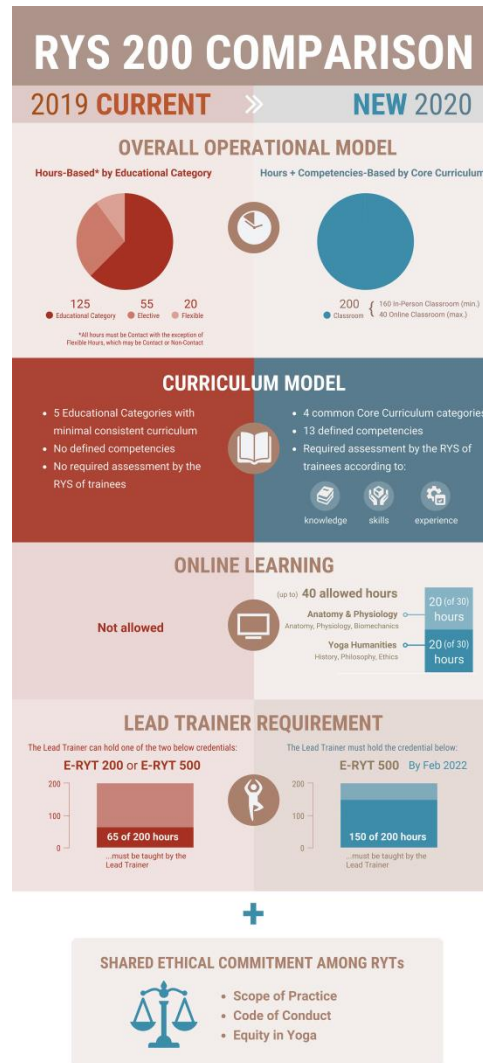 RYS 200 COMPARISON
2019 CURRENT » NEW 2020
OVERALL OPERATIONAL MODEL
Hours-Based* by Educational Category
125 55 20
Educational Category Elective Flexible
*All hours must be Contact with the exception of
Flexible Hours, which may be Contact or Non-Contact
Hours + Competencies-Based by Core Curriculum
200
Classroom
160 In-Person Classroom (min.)
40 Online Classroom (max.)
CURRICULUM MODEL
• 5 Educational Categories with
minimal consistent curriculum
• No defined competencies
• No required assessment by the
RYS of trainees
• 4 common Core Curriculum categories
• 13 defined competencies
• Required assessment by the RYS of
trainees according to:
knowledge skills experience
ONLINE LEARNING
Not allowed
(up to) 40 allowed hours
Anatomy & Physiology
Anatomy, Physiology, Biomechanics
20 (of 30)
hours
Yoga Humanities
History, Philosophy, Ethics
20 (of 30)
hours
LEAD TRAINER REQUIREMENT
The Lead Trainer can hold one of the two below credentials:
E-RYT 200 or E-RYT 500
200
100
0
65 of 200 hours
...must be taught by the
Lead Trainer
The Lead Trainer must hold the credential below:
E-RYT 500 By Feb 2022
200
100
0
150 of 200 hours
...must be taught by the
Lead Trainer
+
SHARED ETHICAL COMMITMENT AMONG RYTs
• Scope of Practice
• Code of Conduct
• Equity in Yoga